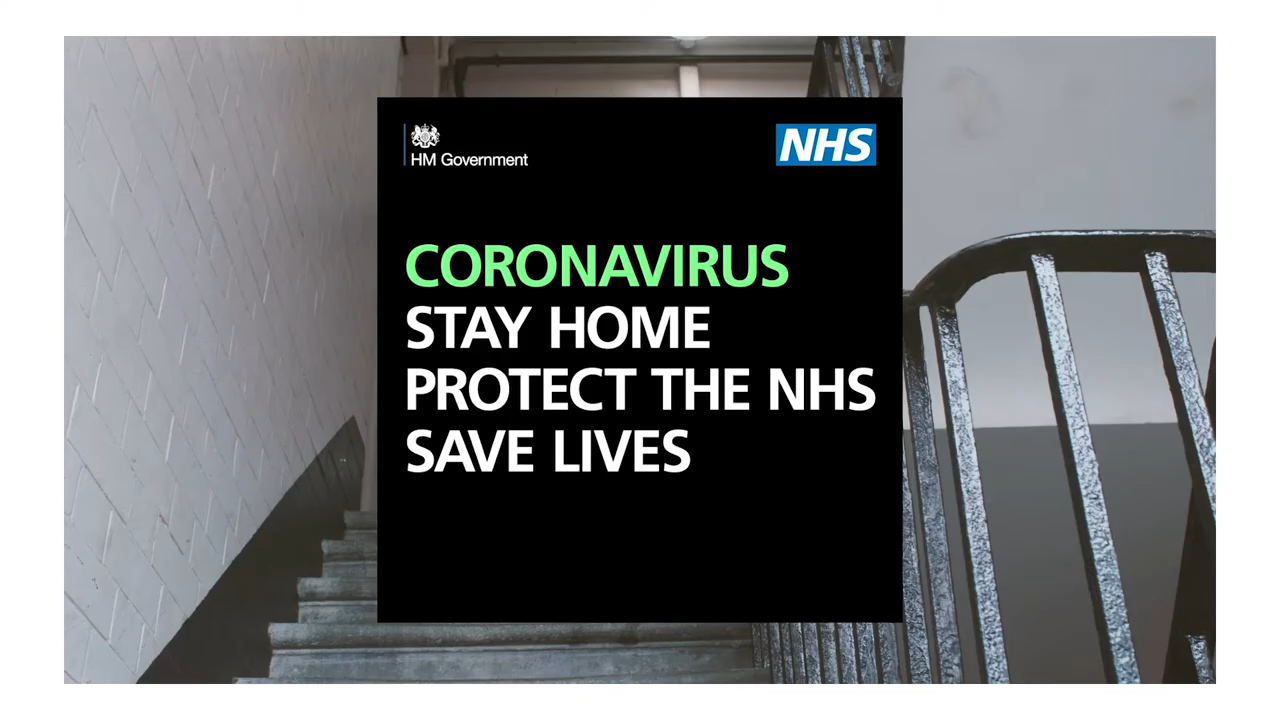 HM Government
NHS
CORONAVIRUS
STAY HOME
PROTECT THE NHS
SAVE LIVES